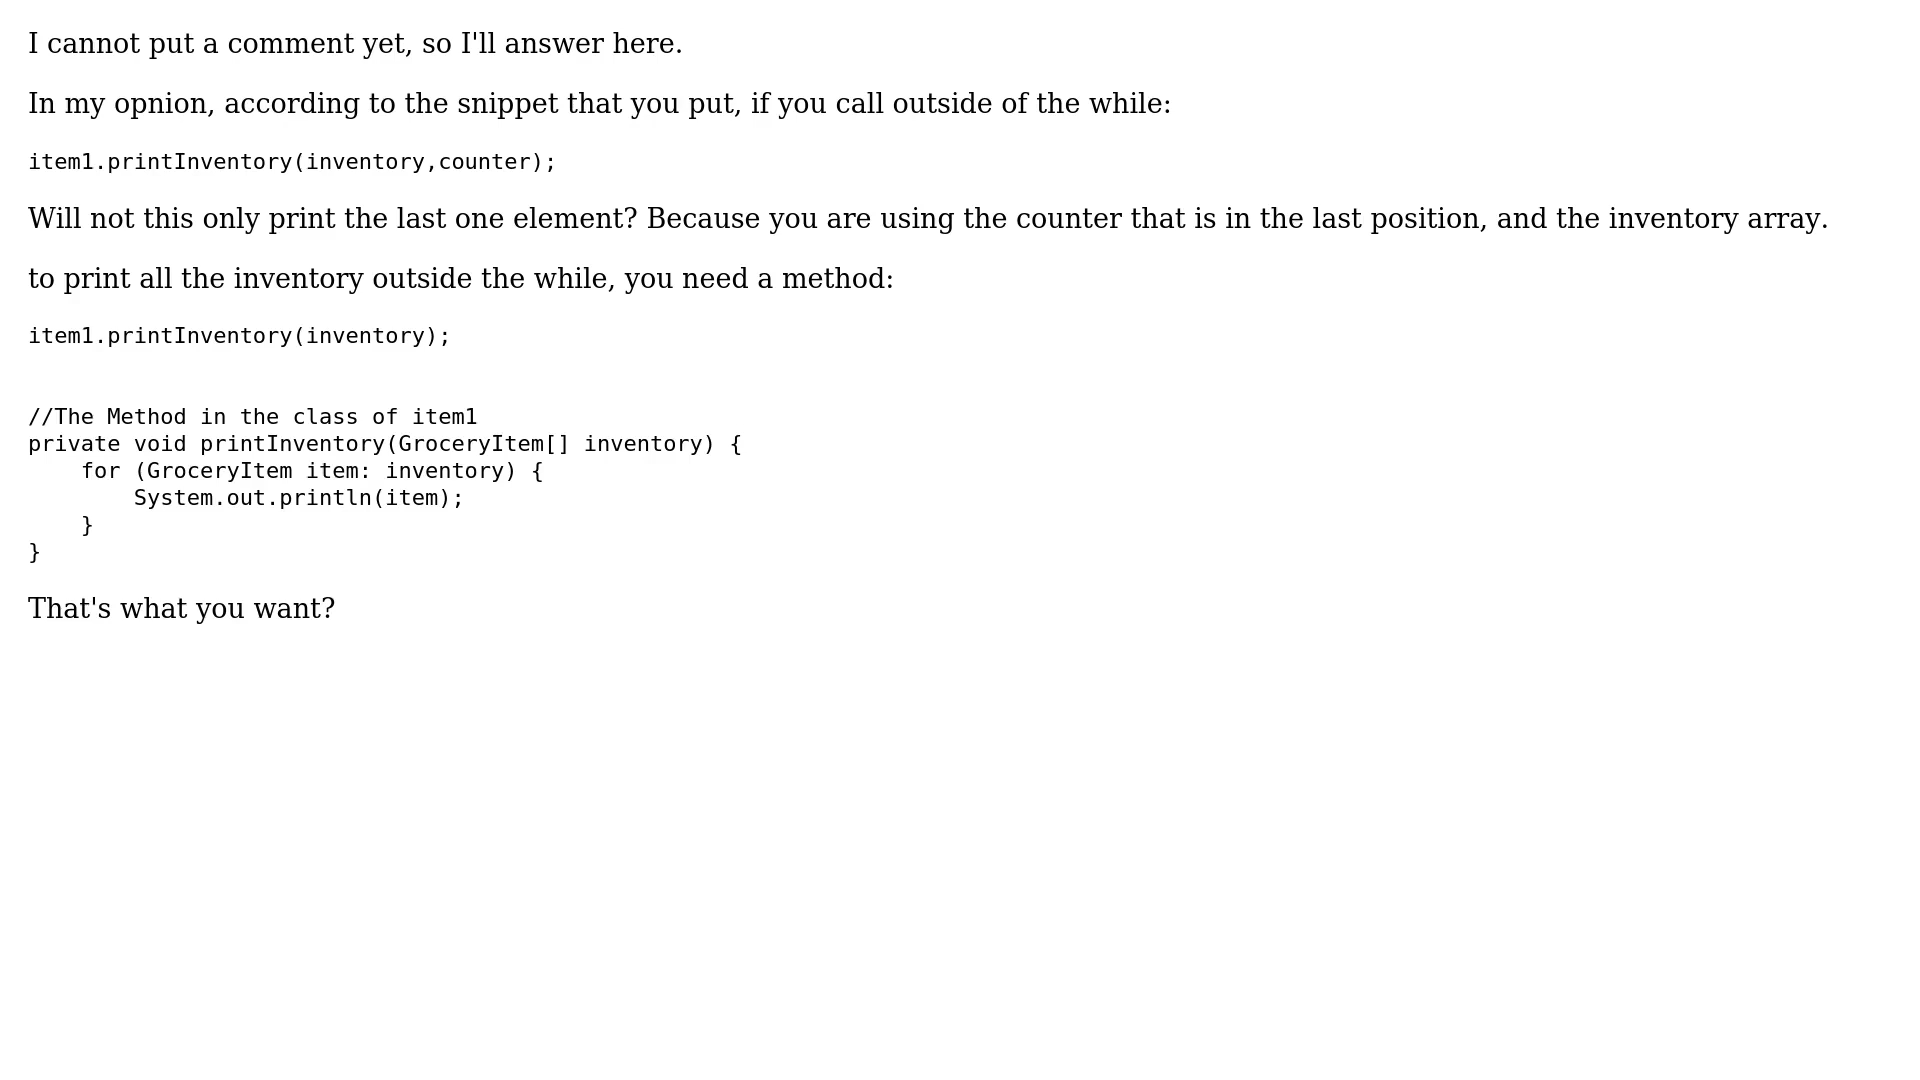 I cannot put a comment yet, so I'll answer here.
In my opnion, according to the snippet that you put, if you call outside of the while:
item1.printInventory(inventory,counter);
Will not this only print the last one element? Because you are using the counter that is in the last position, and the inventory array.
to print all the inventory outside the while, you need a method:
item1.printInventory(inventory);
//The Method in the class of item1
private void printInventory(GroceryItem[] inventory) {
    for (GroceryItem item: inventory) {
        System.out.println(item);
    }
}
That's what you want?